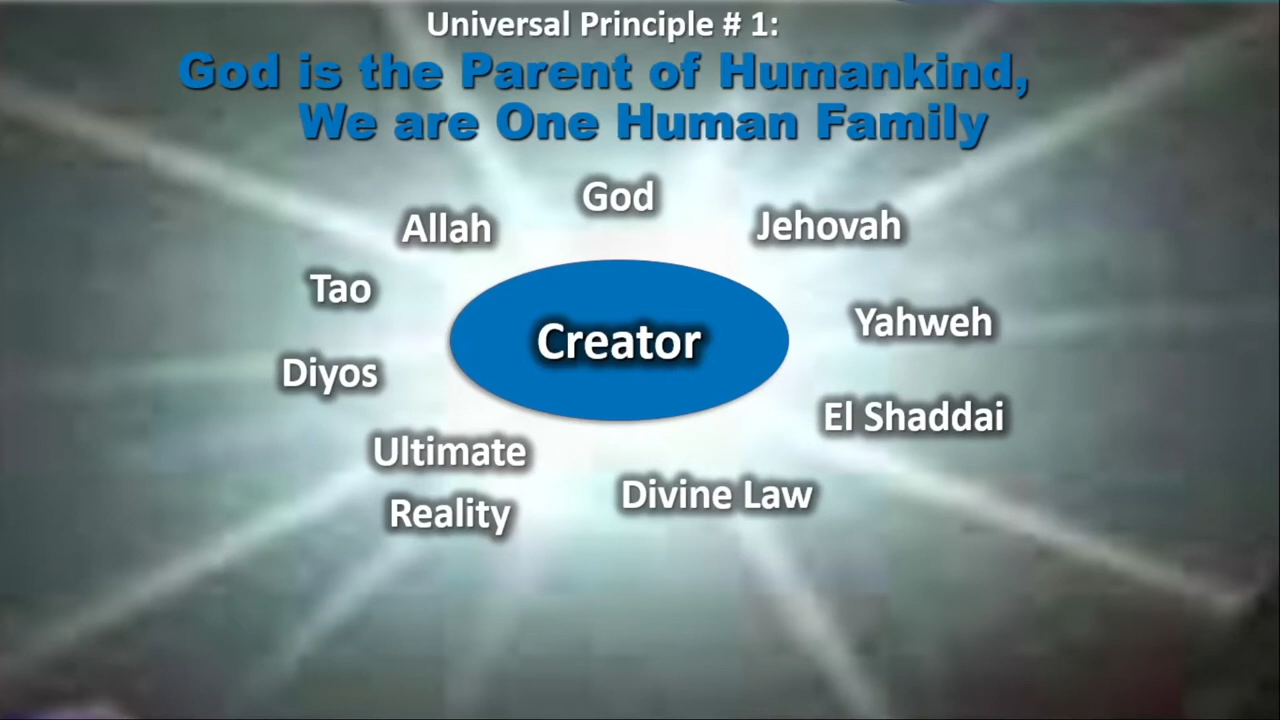 Universal Principle # 1:
God is the Parent of Humankind,
We are One Human Family
God
Allah
Jehovah
Tao
Yahweh
Creator
Diyos
El Shaddai
Ultimate
Reality
Divine Law